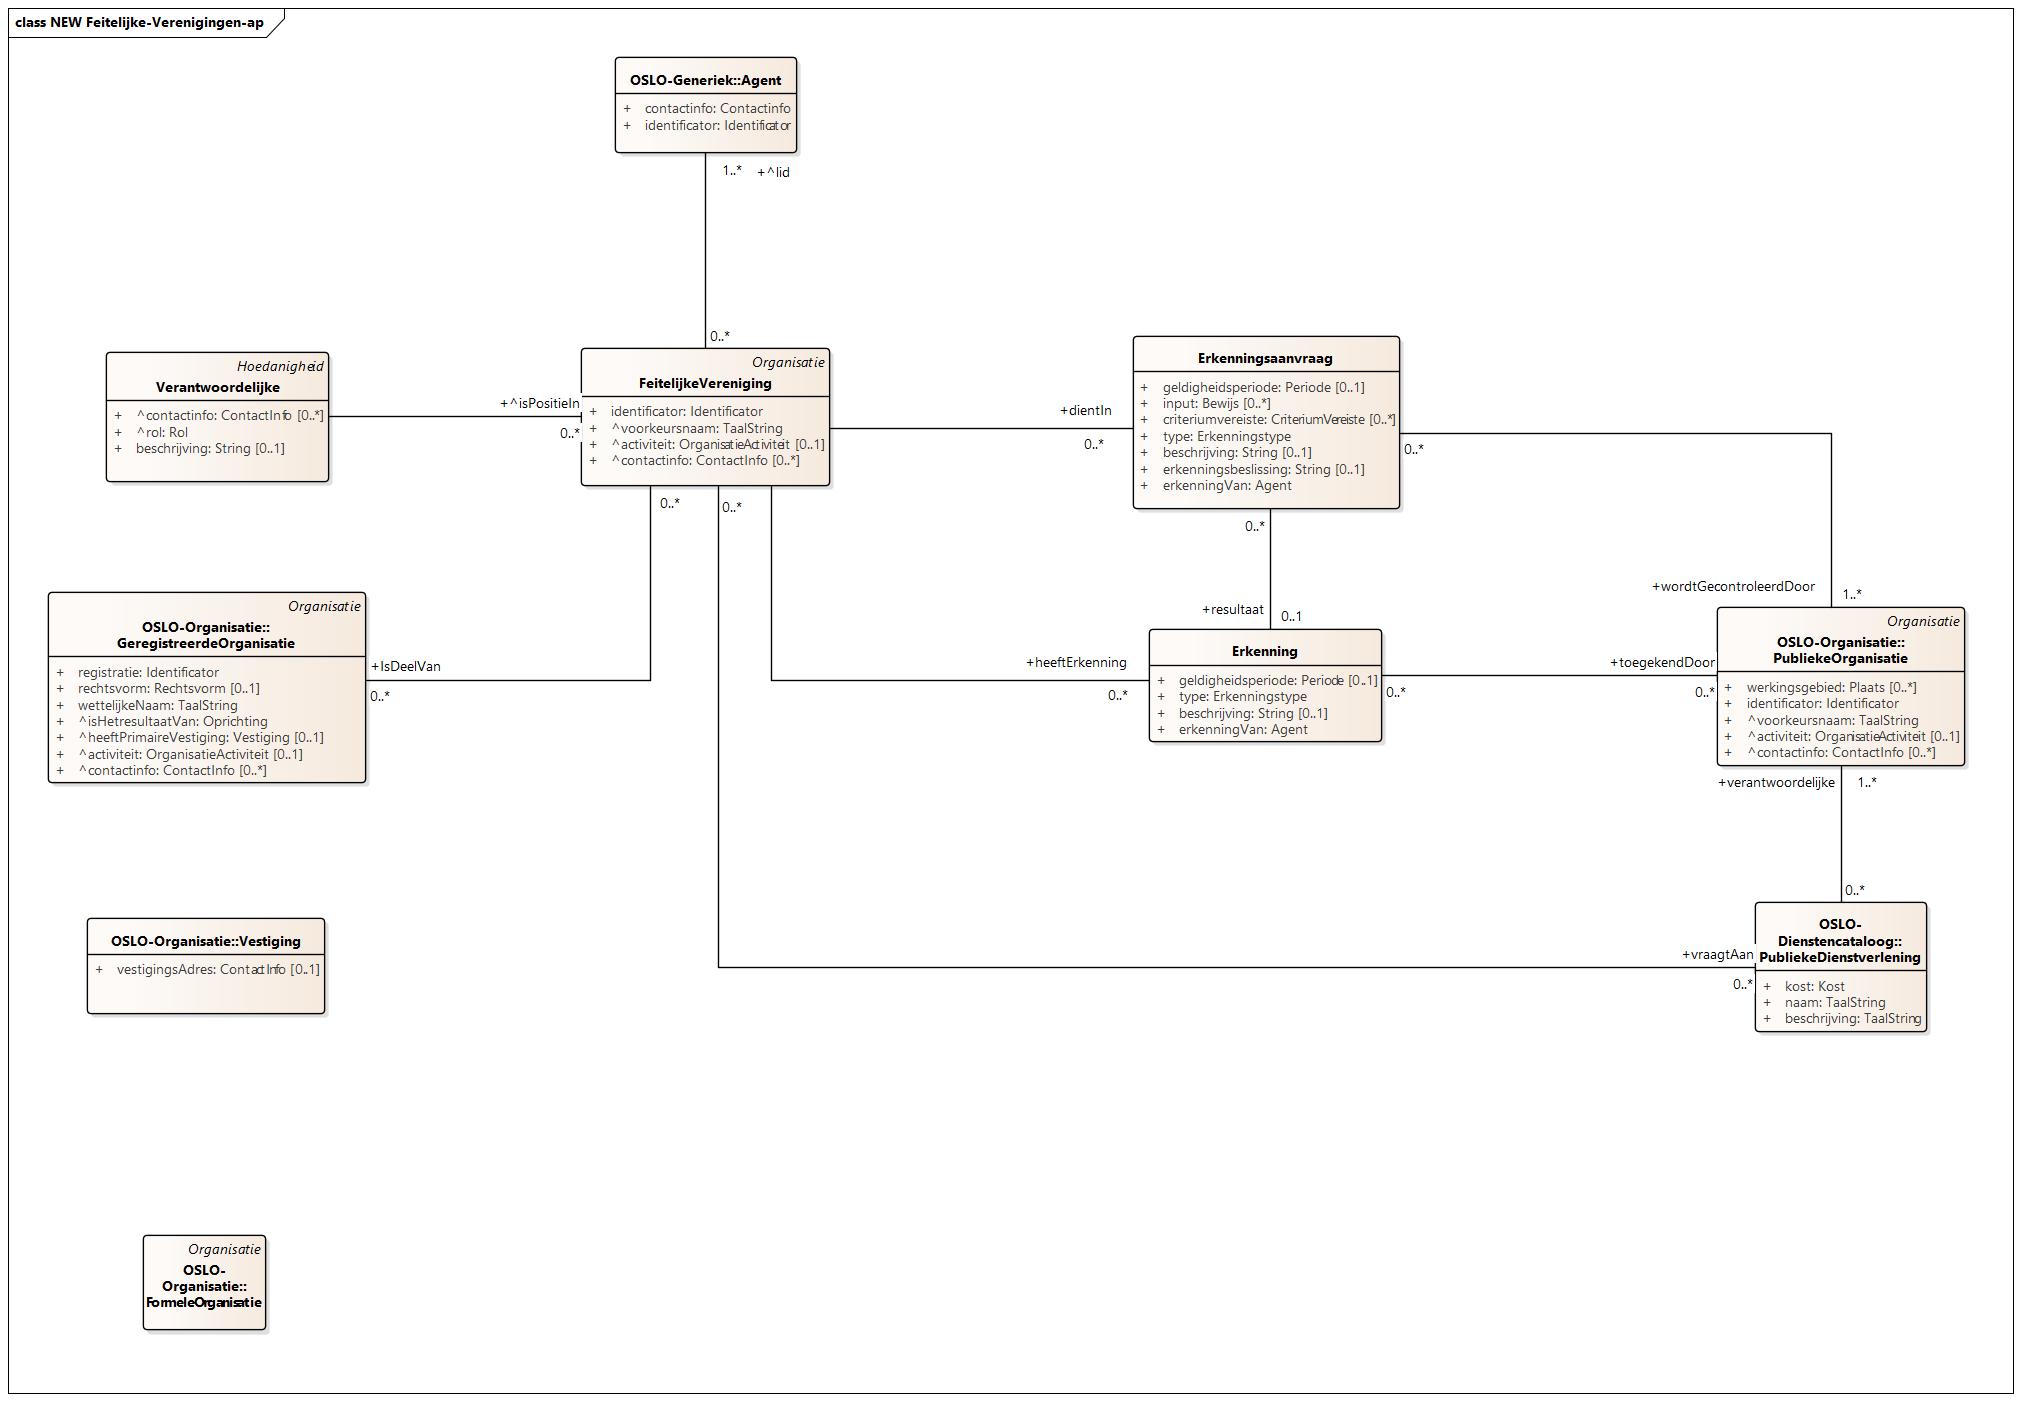 class NEW Feitelijke-Verenigingen-ap
OSLO-Generiek::Agent
+ contactinfo: Contactinfo
+ identificator: Identificator
1..* +^lid
0..*
Hoedanigheid
Verantwoordelijke
+ ^contactinfo: ContactInfo [0..*]
+ ^rol: Rol
+ beschrijving: String [0..1]
+^isPositieIn
0..*
Organisatie
FeitelijkeVereniging
+ identificator: Identificator
+ ^voorkeursnaam: TaalString
+ ^activiteit: OrganisatieActiviteit [0..1]
+ ^contactinfo: ContactInfo [0..*]
+dientIn
0..*
Erkenningsaanvraag
+ geldigheidsperiode: Periode [0..1]
+ input: Bewijs [0..*]
+ criteriumvereiste: CriteriumVereiste [0..*]
+ type: Erkenningstype
+ beschrijving: String [0..1]
+ erkenningsbeslissing: String [0..1]
+ erkenningVan: Agent
0..*
0..*
0..*
0..*
+wordtGecontroleerdDoor
1..*
+resultaat
0..1
Organisatie
OSLO-Organisatie::
GeregistreerdeOrganisatie
+ registratie: Identificator
+ rechtsvorm: Rechtsvorm [0..1]
+ wettelijkeNaam: TaalString
+ ^isHetresultaatVan: Oprichting
+ ^heeftPrimaireVestiging: Vestiging [0..1]
+ ^activiteit: OrganisatieActiviteit [0..1]
+ ^contactinfo: ContactInfo [0..*]
+IsDeelVan
0..*
+heeftErkenning
0..*
Erkenning
+ geldigheidsperiode: Periode [0..1]
+ type: Erkenningstype
+ beschrijving: String [0..1]
+ erkenningVan: Agent
0..*
+toegekendDoor
0..*
Organisatie
OSLO-Organisatie::
PubliekeOrganisatie
+ werkingsgebied: Plaats [0..*]
+ identificator: Identificator
+ ^voorkeursnaam: TaalString
+ ^activiteit: OrganisatieActiviteit [0..1]
+ ^contactinfo: ContactInfo [0..*]
+verantwoordelijke 1..*
0..*
OSLO-Organisatie::Vestiging
+ vestigingsAdres: ContactInfo [0..1]
+vraagtAan
0..*
OSLO-
Dienstencataloog::
PubliekeDienstverlening
+ kost: Kost
+ naam: TaalString
+ beschrijving: TaalString
Organisatie
OSLO-
Organisatie::
FormeleOrganisatie